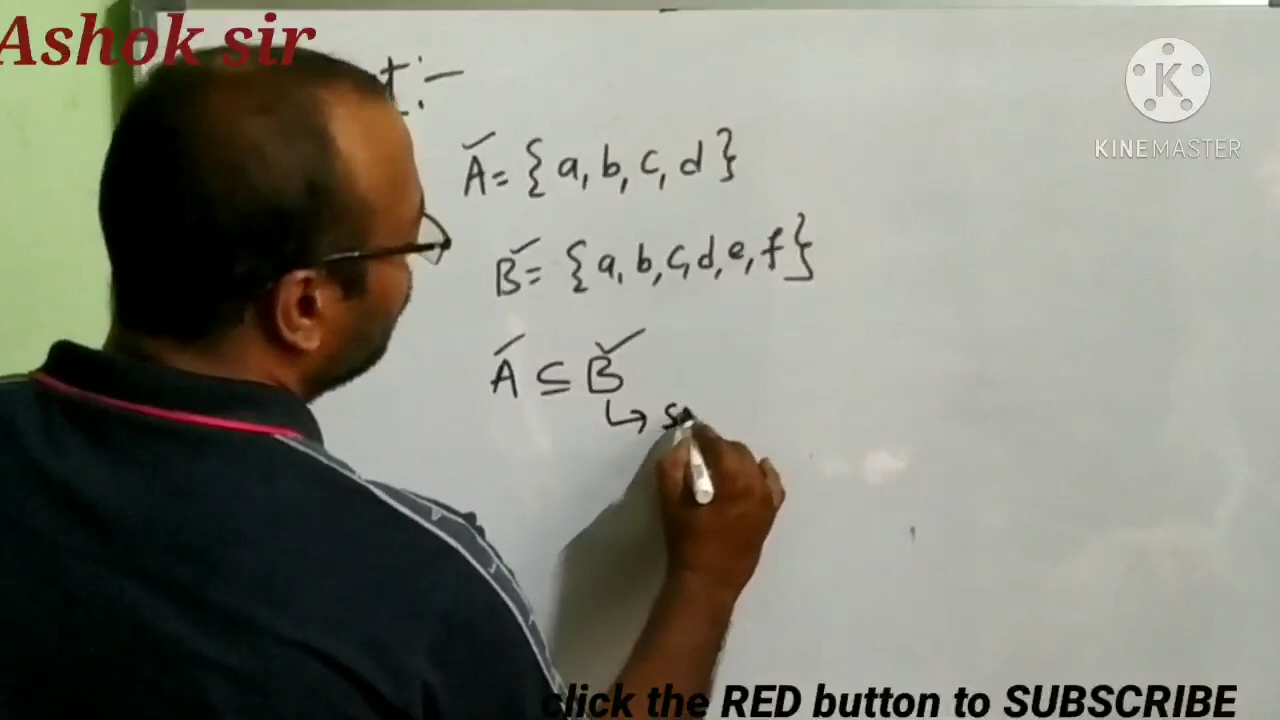 Ashok sir
t:-
A = { a, b, c, d }
B = { a, b, c, d, e, f }
A ⊆ B
↳ s
KINEMASTER
click the RED button to SUBSCRIBE